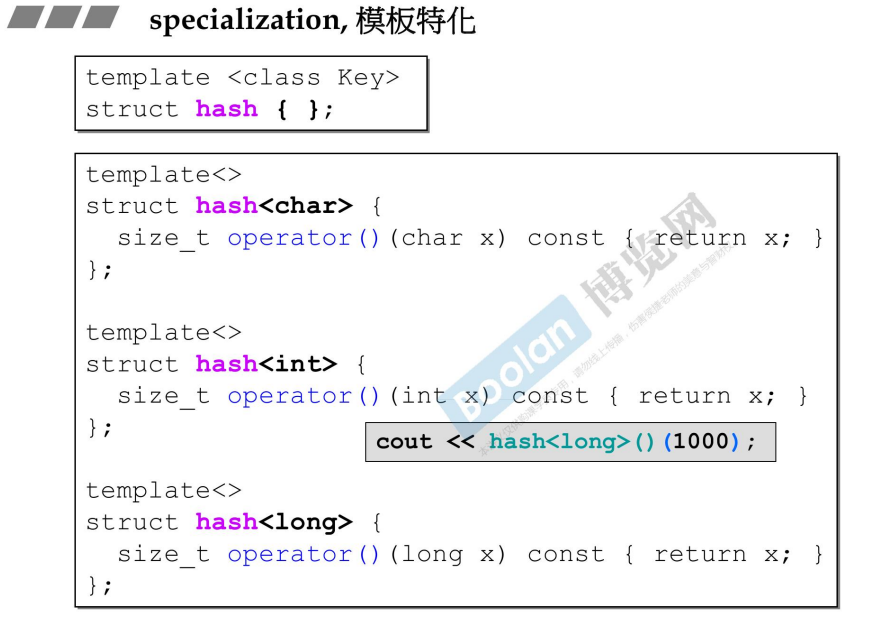 specialization, 模板特化
template <class Key>
struct hash { };
template<>
struct hash<char> {
size_t operator()(char x) const { return x; }
};
template<>
struct hash<int> {
size_t operator()(int x) const { return x; }
};
cout << hash<long>()(1000);
template<>
struct hash<long> {
size_t operator()(long x) const { return x; }
};
Boolan 博览网